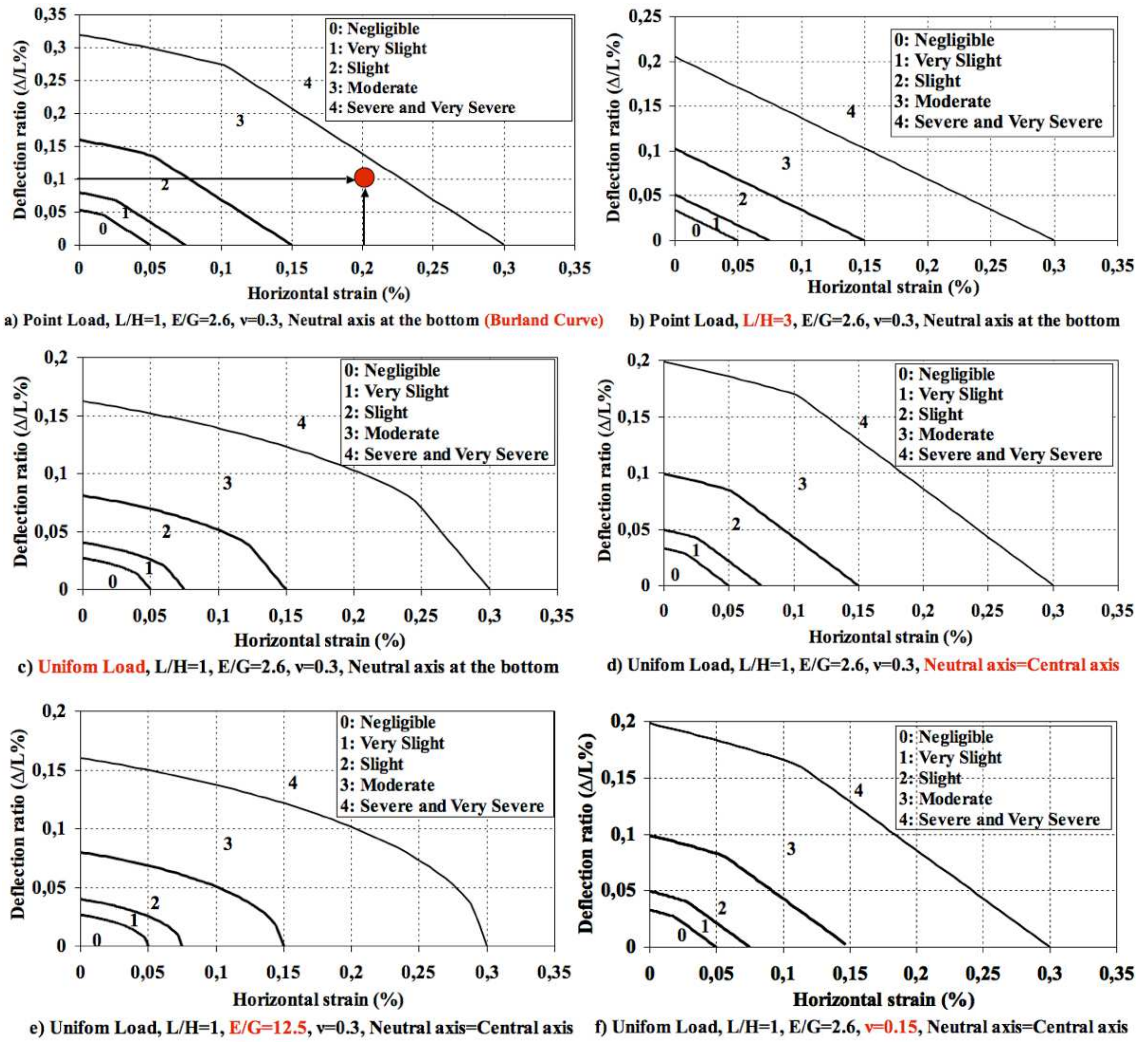 0,35
0,3
0,25
0,2
0,15
0,1
0,05
0
Deflection ratio (Δ/L%)
0: Negligible
1: Very Slight
2: Slight
3: Moderate
4: Severe and Very Severe
4
3
2
1
0
0 0,05 0,1 0,15 0,2 0,25 0,3 0,35
Horizontal strain (%)
a) Point Load, L/H=1, E/G=2.6, ν=0.3, Neutral axis at the bottom (Burland Curve)
0,25
0,2
0,15
0,1
0,05
0
Deflection ratio (Δ/L%)
0: Negligible
1: Very Slight
2: Slight
3: Moderate
4: Severe and Very Severe
4
3
2
1
0
0 0,05 0,1 0,15 0,2 0,25 0,3 0,35
Horizontal strain (%)
b) Point Load, L/H=3, E/G=2.6, ν=0.3, Neutral axis at the bottom
0,2
0,15
0,1
0,05
0
Deflection ratio (Δ/L%)
0: Negligible
1: Very Slight
2: Slight
3: Moderate
4: Severe and Very Severe
4
3
2
1
0
0 0,05 0,1 0,15 0,2 0,25 0,3 0,35
Horizontal strain (%)
c) Unifom Load, L/H=1, E/G=2.6, ν=0.3, Neutral axis at the bottom
0,2
0,15
0,1
0,05
0
Deflection ratio (Δ/L%)
0: Negligible
1: Very Slight
2: Slight
3: Moderate
4: Severe and Very Severe
4
3
2
1
0
0 0,05 0,1 0,15 0,2 0,25 0,3 0,35
Horizontal strain (%)
d) Unifom Load, L/H=1, E/G=2.6, ν=0.3, Neutral axis=Central axis
0,2
0,15
0,1
0,05
0
Deflection ratio (Δ/L%)
0: Negligible
1: Very Slight
2: Slight
3: Moderate
4: Severe and Very Severe
4
3
2
1
0
0 0,05 0,1 0,15 0,2 0,25 0,3 0,35
Horizontal strain (%)
e) Unifom Load, L/H=1, E/G=12.5, ν=0.3, Neutral axis=Central axis
0,2
0,15
0,1
0,05
0
Deflection ratio (Δ/L%)
0: Negligible
1: Very Slight
2: Slight
3: Moderate
4: Severe and Very Severe
4
3
2
1
0
0 0,05 0,1 0,15 0,2 0,25 0,3 0,35
Horizontal strain (%)
f) Unifom Load, L/H=1, E/G=2.6, ν=0.15, Neutral axis=Central axis